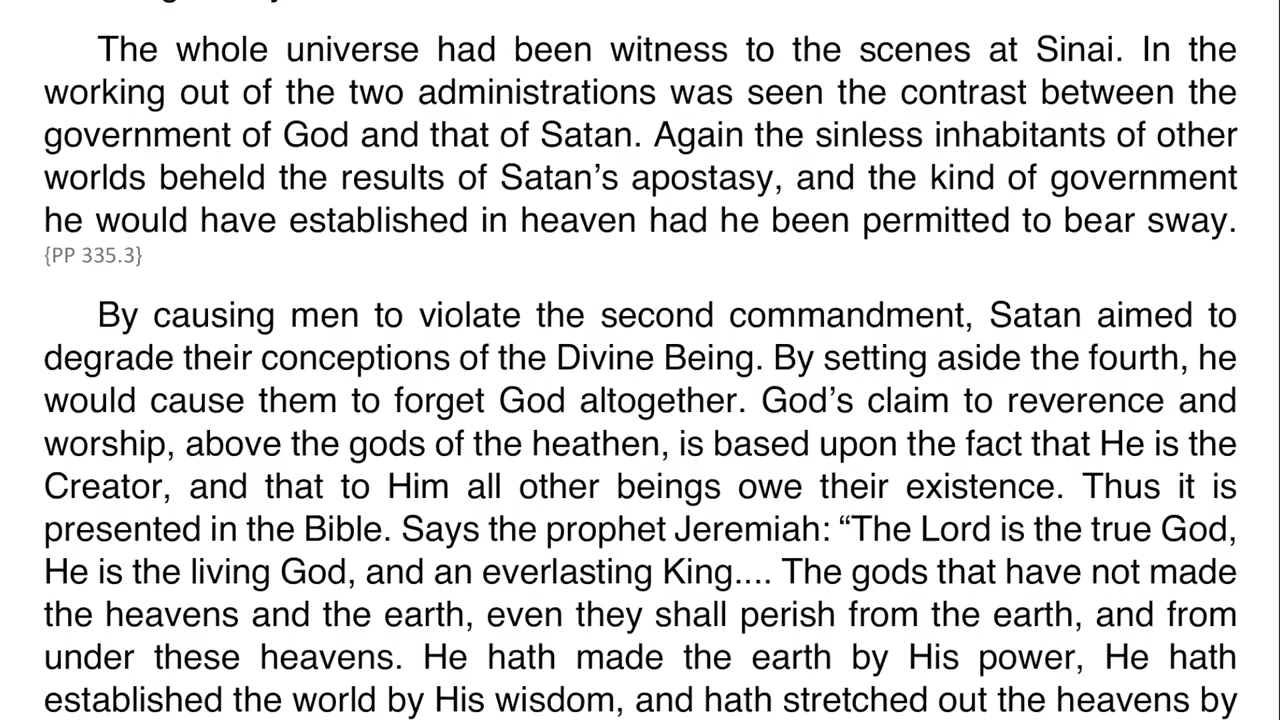 The whole universe had been witness to the scenes at Sinai. In the
working out of the two administrations was seen the contrast between the
government of God and that of Satan. Again the sinless inhabitants of other
worlds beheld the results of Satan’s apostasy, and the kind of government
he would have established in heaven had he been permitted to bear sway.
{PP 335.3}
By causing men to violate the second commandment, Satan aimed to
degrade their conceptions of the Divine Being. By setting aside the fourth, he
would cause them to forget God altogether. God’s claim to reverence and
worship, above the gods of the heathen, is based upon the fact that He is the
Creator, and that to Him all other beings owe their existence. Thus it is
presented in the Bible. Says the prophet Jeremiah: “The Lord is the true God,
He is the living God, and an everlasting King.... The gods that have not made
the heavens and the earth, even they shall perish from the earth, and from
under these heavens. He hath made the earth by His power, He hath
established the world by His wisdom, and hath stretched out the heavens by